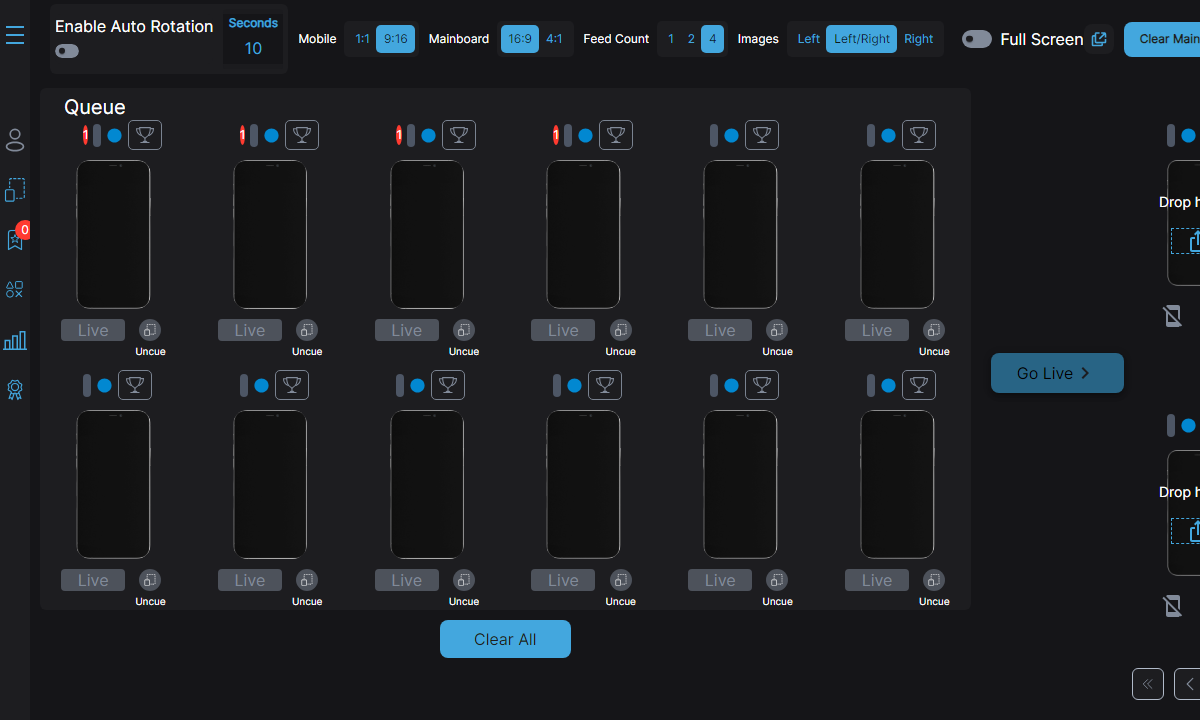 Enable Auto Rotation
Seconds
10
Mobile 1:1 9:16 Mainboard 16:9 4:1 Feed Count 1 2 4 Images Left Left/Right Right Full Screen Clear Main
0
Queue
1 1 1 1
Live Live Live Live Live Live
Uncue Uncue Uncue Uncue Uncue Uncue
Live Live Live Live Live Live
Uncue Uncue Uncue Uncue Uncue Uncue
Clear All
Go Live
Drop h
Drop h